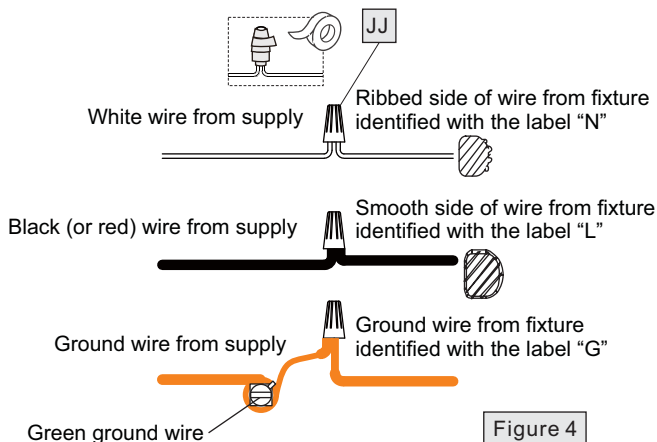 JJ
White wire from supply
Ribbed side of wire from fixture
identified with the label “N”
Black (or red) wire from supply
Smooth side of wire from fixture
identified with the label “L”
Ground wire from supply
Ground wire from fixture
identified with the label “G”
Green ground wire
Figure 4